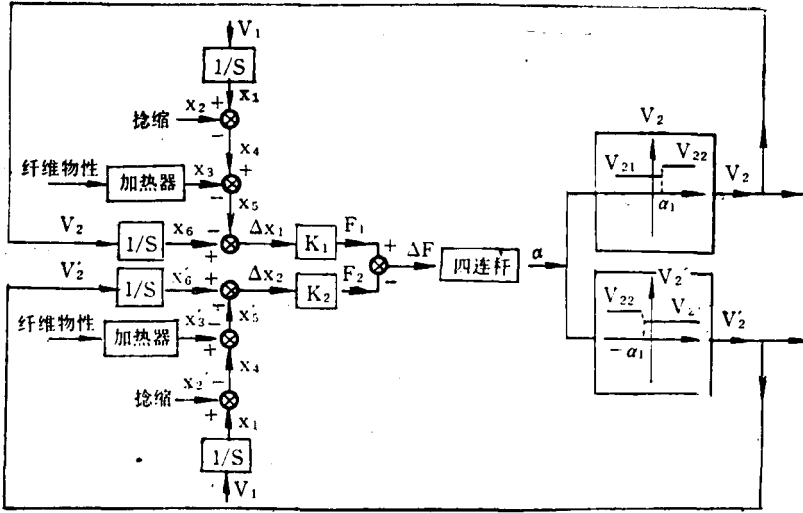 V₁
1/S
x₁
捻缩 x₂ + −
x₄
纤维物性 加热器 x₃ + −
x₅
V₂ 1/S x₆ − + Δx₁ K₁ F₁ +
V₂′ 1/S x₆′ + − Δx₂ K₂ F₂ −
ΔF 四连杆 α
x₅′
纤维物性 加热器 x₃′ − +
x₄
捻缩 x₂′ − +
x₁
1/S
V₁
V₂
V₂₁ V₂₂
α₁
V₂
V₂′
V₂₂ V₂′
−α₁
V₂′